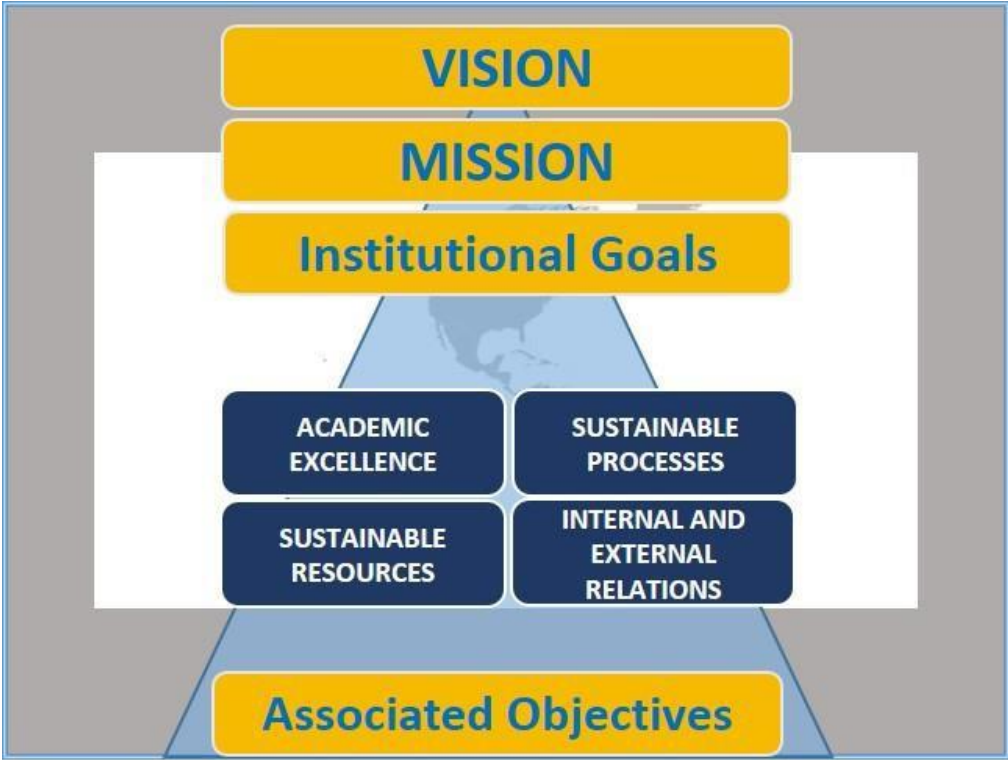 VISION
MISSION
Institutional Goals
ACADEMIC
EXCELLENCE
SUSTAINABLE
PROCESSES
SUSTAINABLE
RESOURCES
INTERNAL AND
EXTERNAL
RELATIONS
Associated Objectives